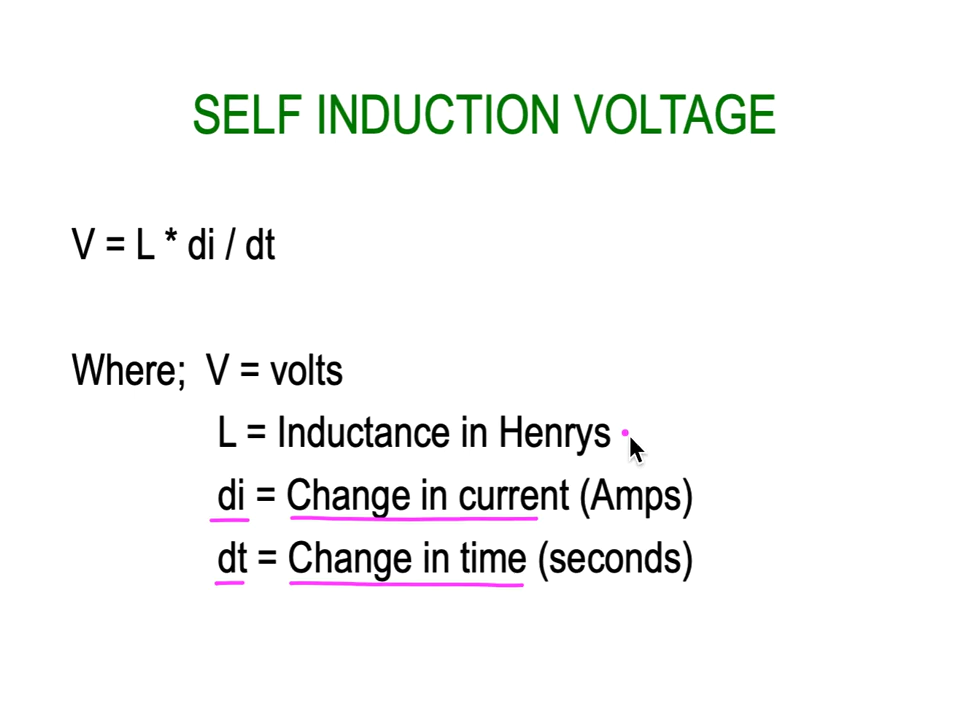 SELF INDUCTION VOLTAGE
V = L * di / dt
Where; V = volts
L = Inductance in Henrys
di = Change in current (Amps)
dt = Change in time (seconds)